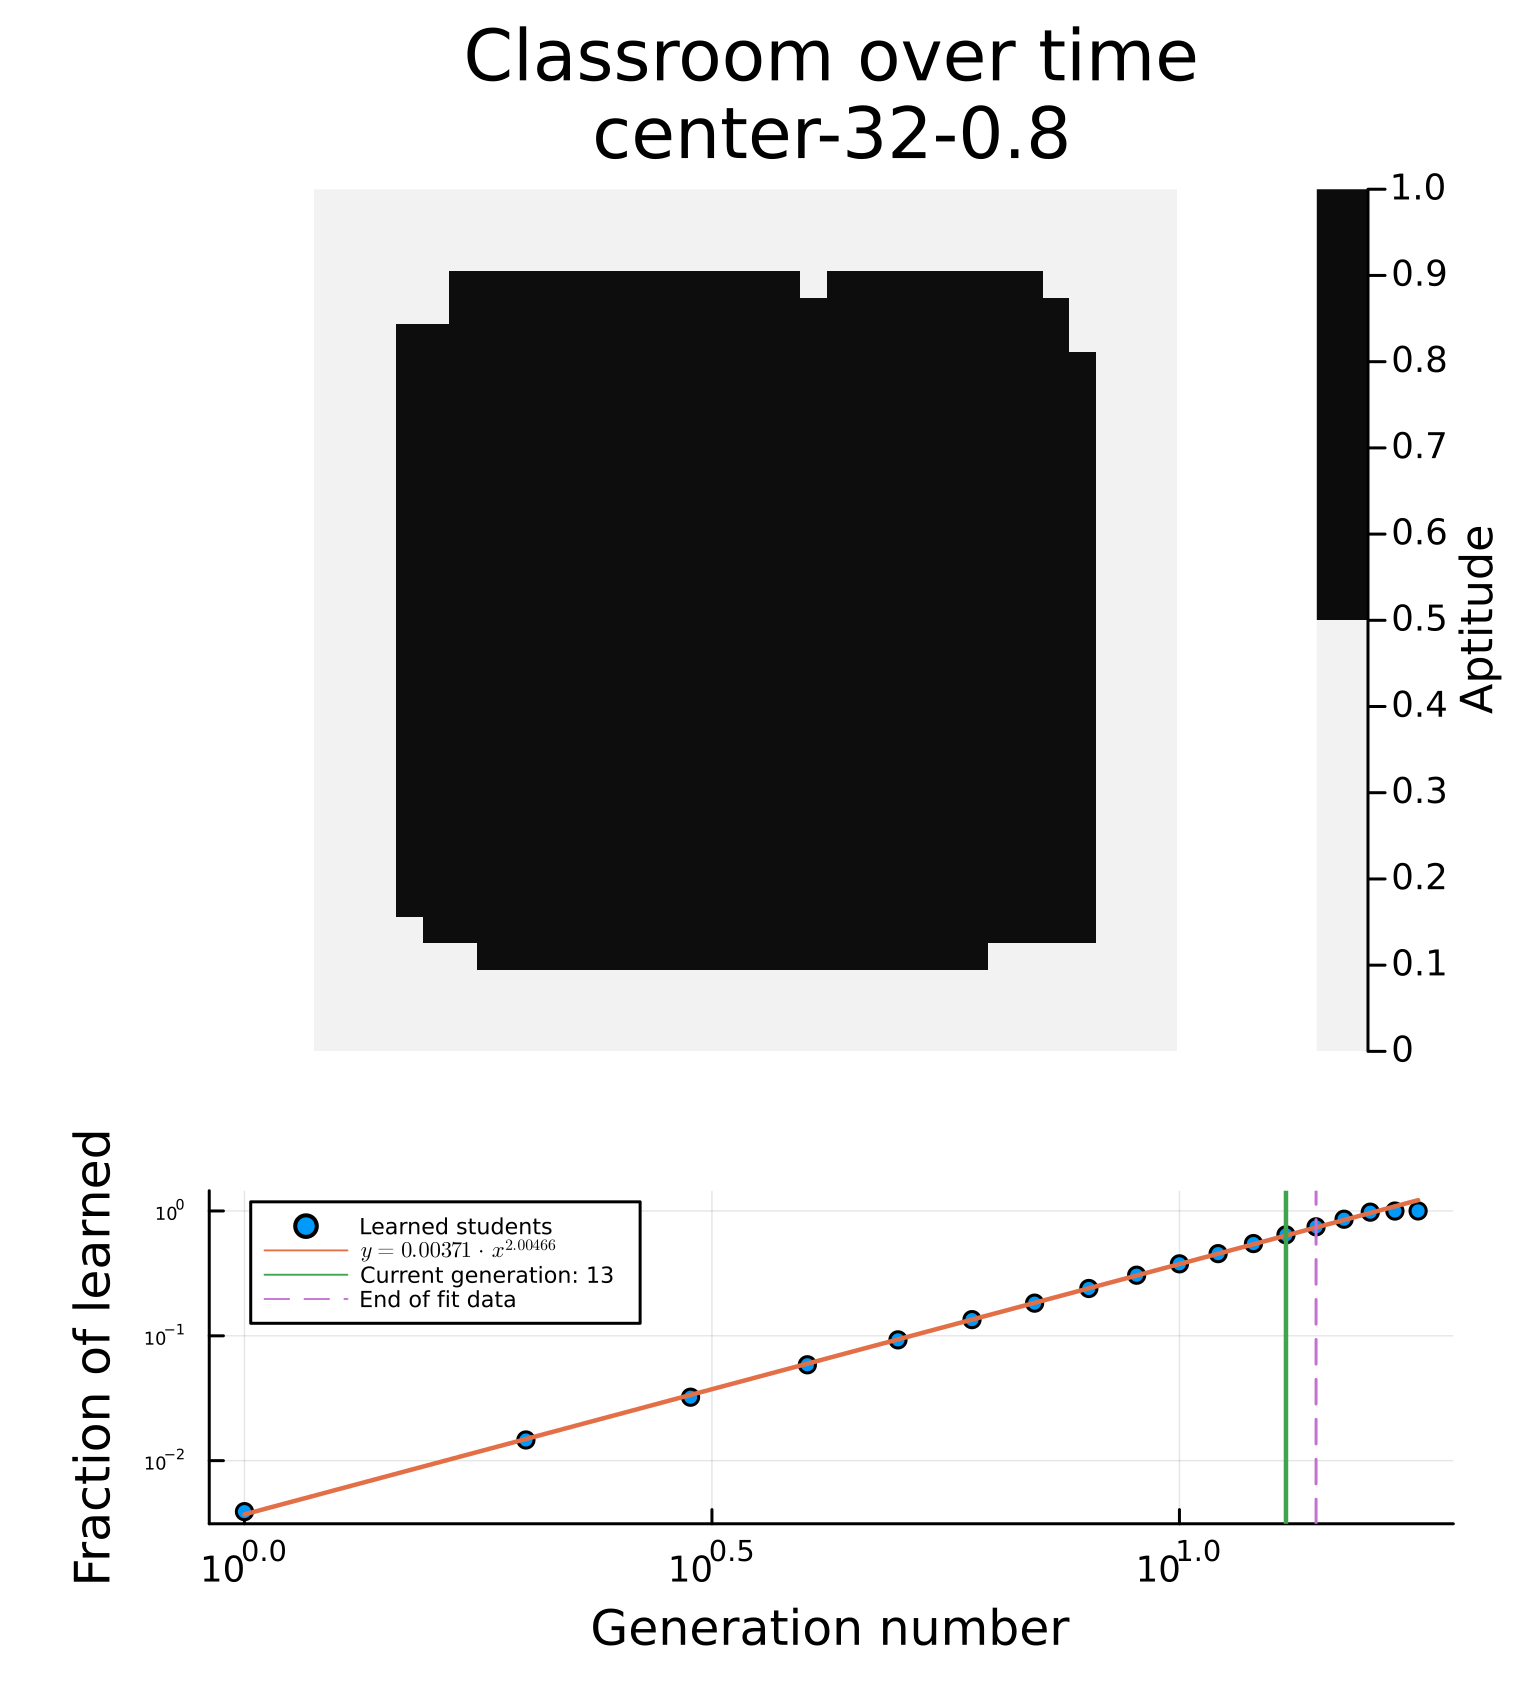 Classroom over time
center-32-0.8
1.0
0.9
0.8
0.7
0.6
0.5
0.4
0.3
0.2
0.1
0
Aptitude
Fraction of learned
10⁰
10⁻¹
10⁻²
Learned students
y = 0.00371 · x^2.00466
Current generation: 13
End of fit data
10^0.0
10^0.5
10^1.0
Generation number